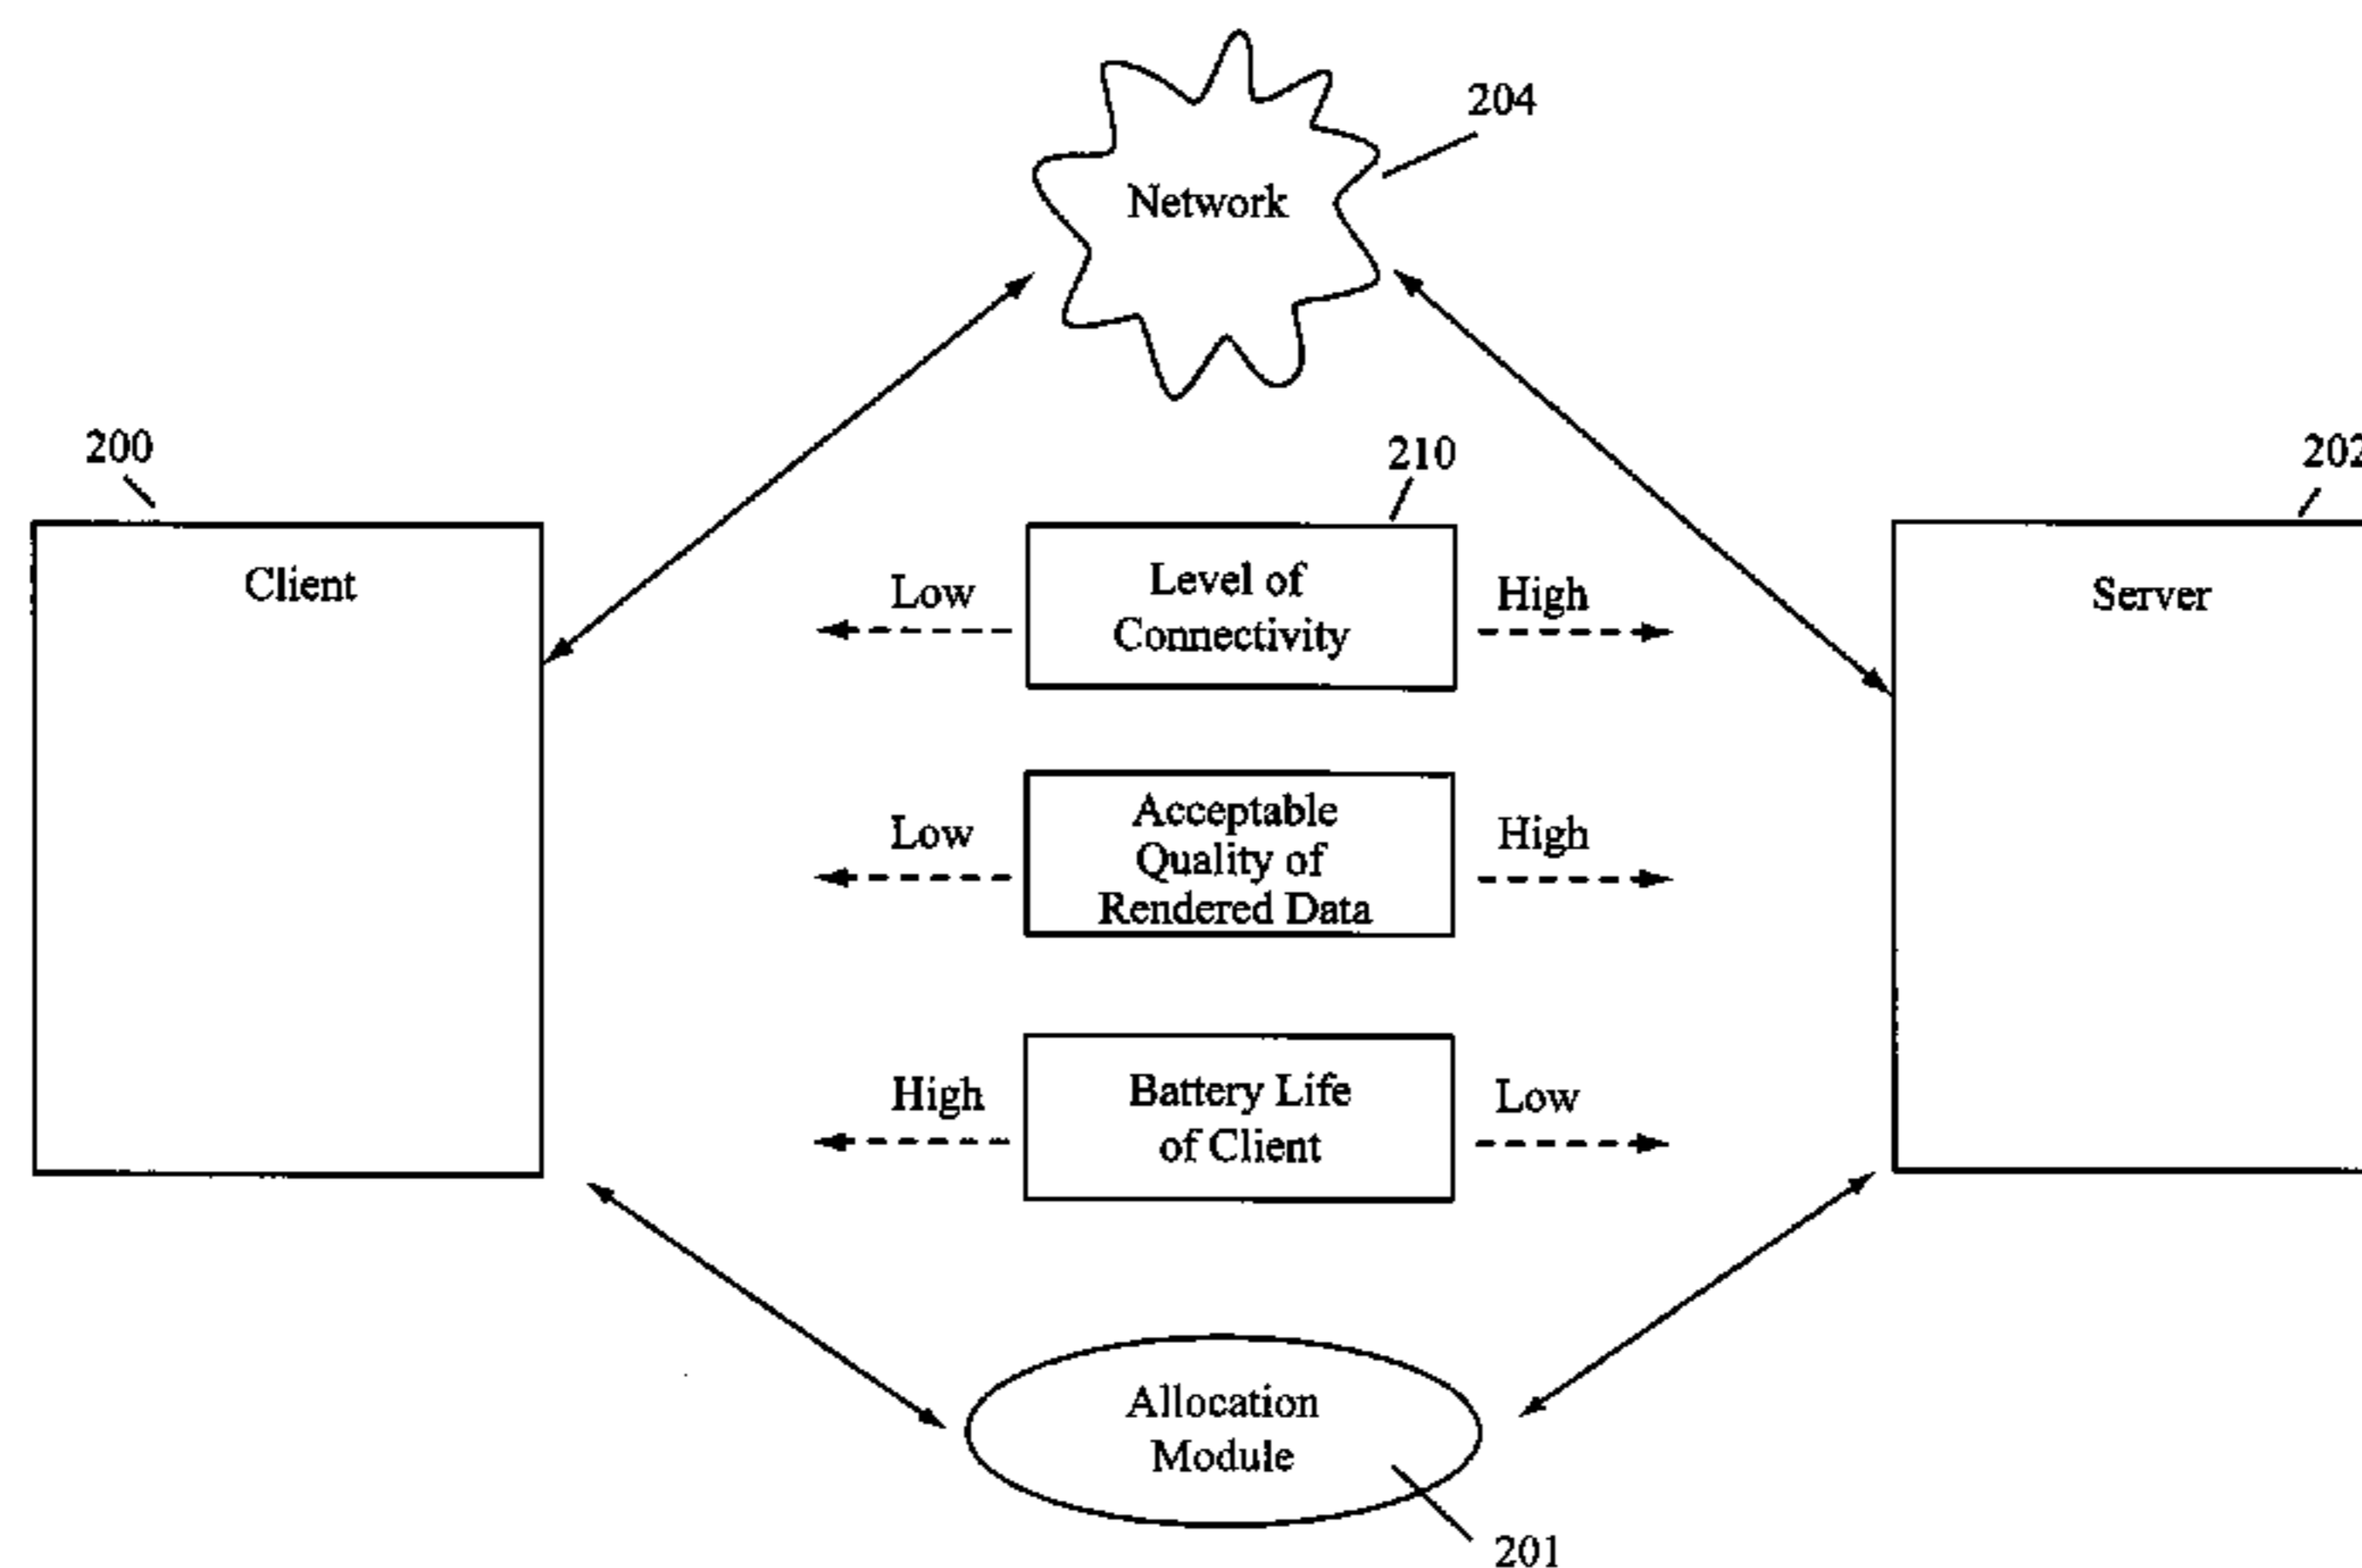 204
Network
200
210
202
Client
Level of
Connectivity
Low
High
Server
Acceptable
Quality of
Rendered Data
Low
High
Battery Life
of Client
High
Low
Allocation
Module
201